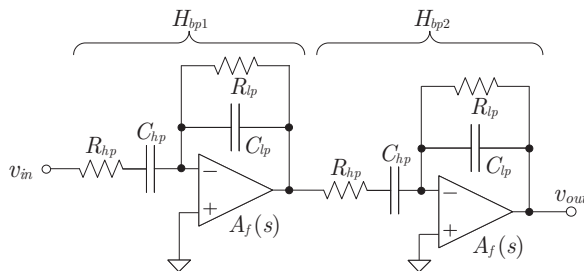 H_{bp1} H_{bp2}
R_{lp} R_{lp}
C_{hp} C_{lp} C_{hp} C_{lp}
R_{hp} R_{hp}
v_{in} − − v_{out}
+ +
A_f(s) A_f(s)